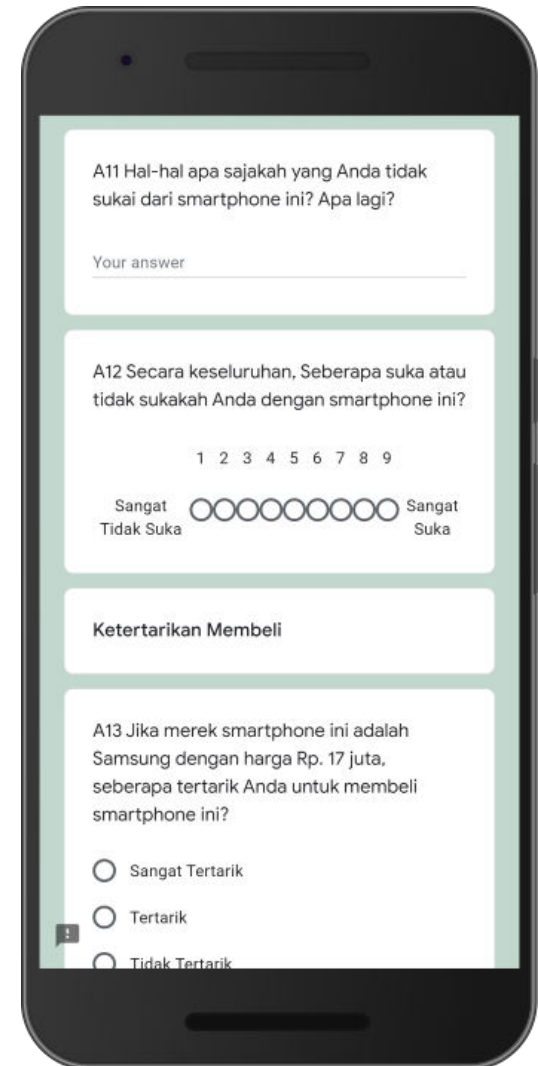 A11 Hal-hal apa sajakah yang Anda tidak
sukai dari smartphone ini? Apa lagi?
Your answer
A12 Secara keseluruhan, Seberapa suka atau
tidak sukakah Anda dengan smartphone ini?
1 2 3 4 5 6 7 8 9
Sangat
Tidak Suka
Sangat
Suka
Ketertarikan Membeli
A13 Jika merek smartphone ini adalah
Samsung dengan harga Rp. 17 juta,
seberapa tertarik Anda untuk membeli
smartphone ini?
Sangat Tertarik
Tertarik
Tidak Tertarik